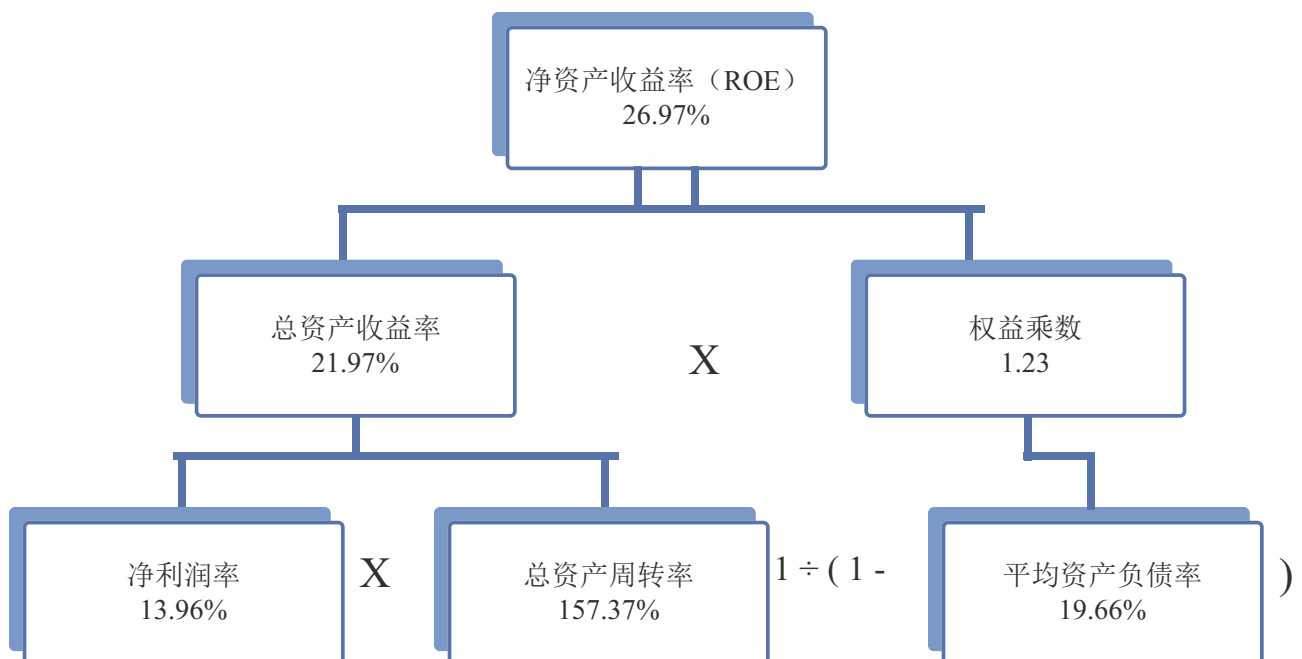 净资产收益率（ROE）
26.97%
总资产收益率
21.97%
X
权益乘数
1.23
净利润率
13.96%
X
总资产周转率
157.37%
1 ÷ ( 1 -
平均资产负债率
19.66%
)